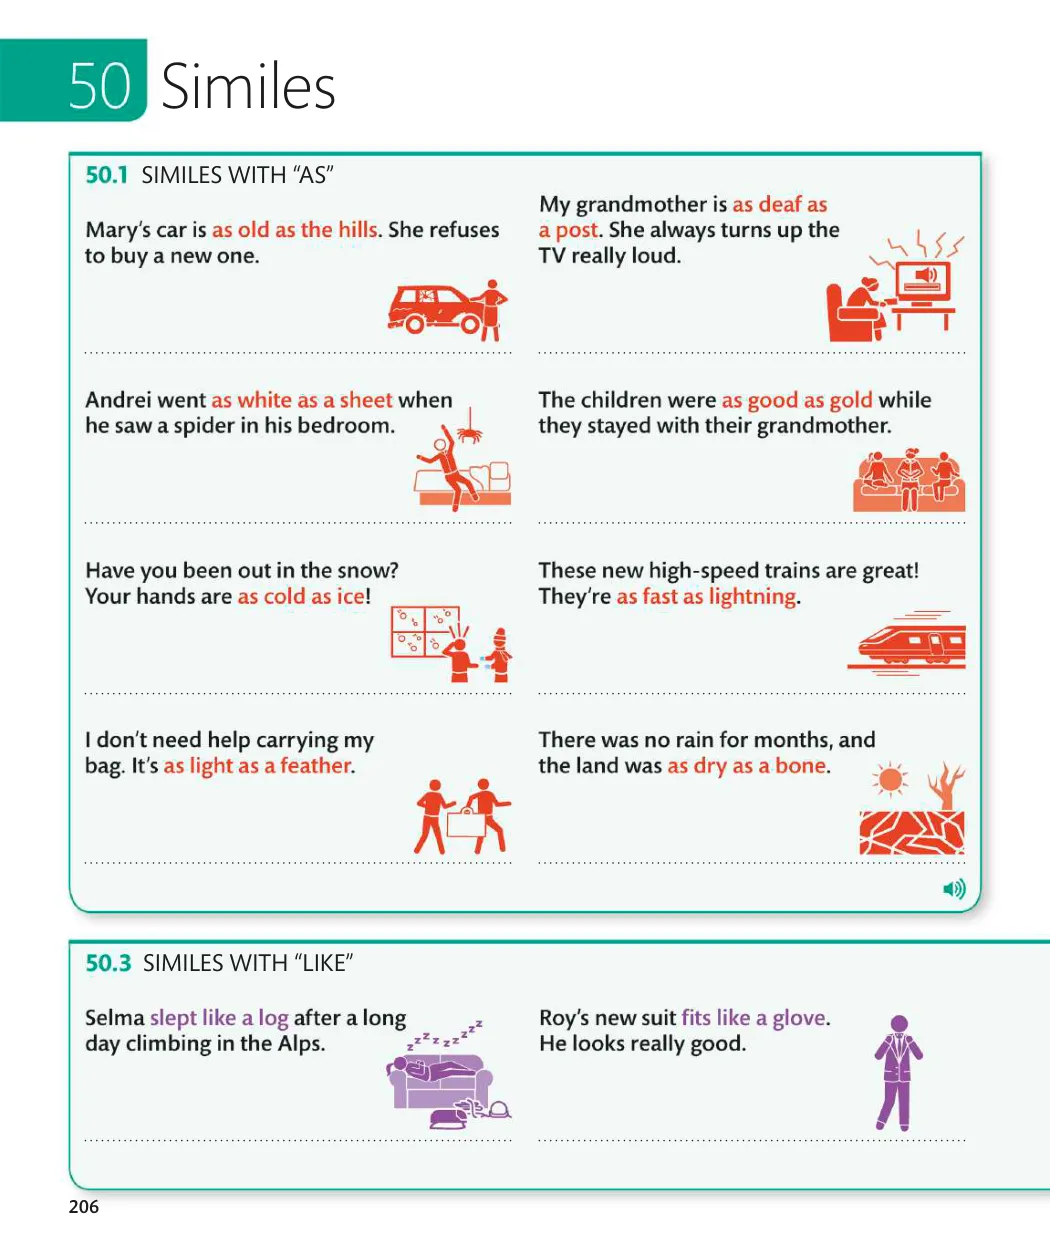 50 Similes
50.1 SIMILES WITH “AS”
Mary’s car is as old as the hills. She refuses
to buy a new one.
My grandmother is as deaf as
a post. She always turns up the
TV really loud.
Andrei went as white as a sheet when
he saw a spider in his bedroom.
The children were as good as gold while
they stayed with their grandmother.
Have you been out in the snow?
Your hands are as cold as ice!
These new high-speed trains are great!
They’re as fast as lightning.
I don’t need help carrying my
bag. It’s as light as a feather.
There was no rain for months, and
the land was as dry as a bone.
50.3 SIMILES WITH “LIKE”
Selma slept like a log after a long
day climbing in the Alps.
zzzzzzzzz
Roy’s new suit fits like a glove.
He looks really good.
206